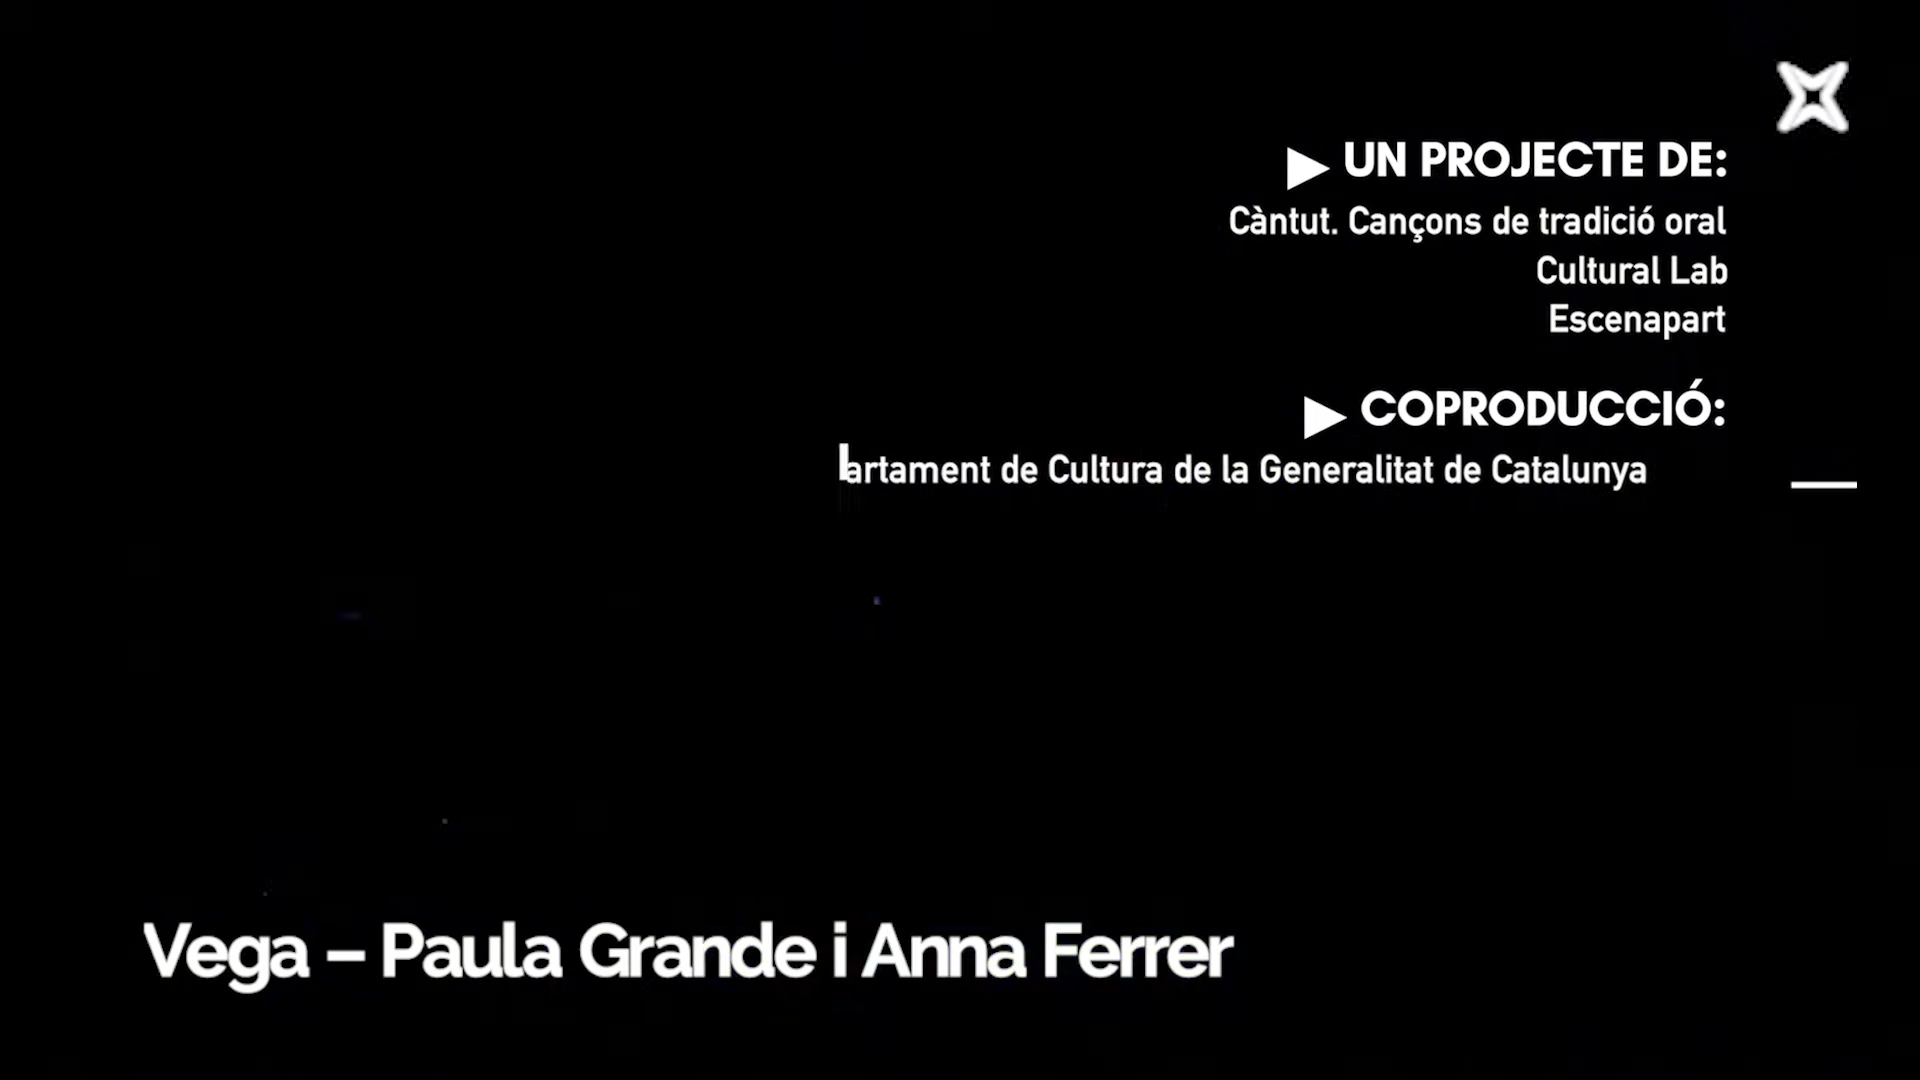 ▶ UN PROJECTE DE:
Càntut. Cançons de tradició oral
Cultural Lab
Escenapart
▶ COPRODUCCIÓ:
artament de Cultura de la Generalitat de Catalunya
Vega – Paula Grande i Anna Ferrer